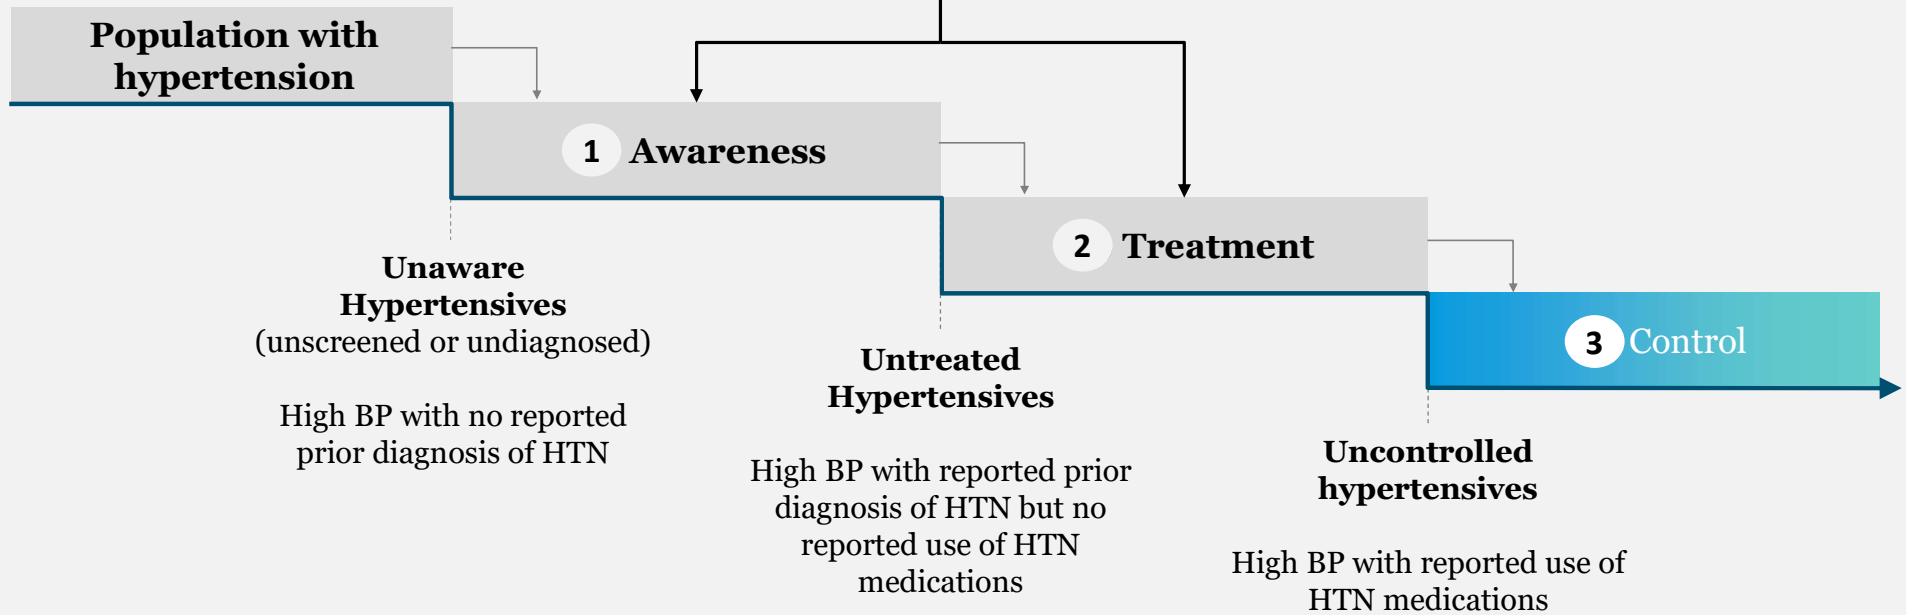 Population with
hypertension
1 Awareness
2 Treatment
3 Control
Unaware
Hypertensives
(unscreened or undiagnosed)
High BP with no reported
prior diagnosis of HTN
Untreated
Hypertensives
High BP with reported prior
diagnosis of HTN but no
reported use of HTN
medications
Uncontrolled
hypertensives
High BP with reported use of
HTN medications